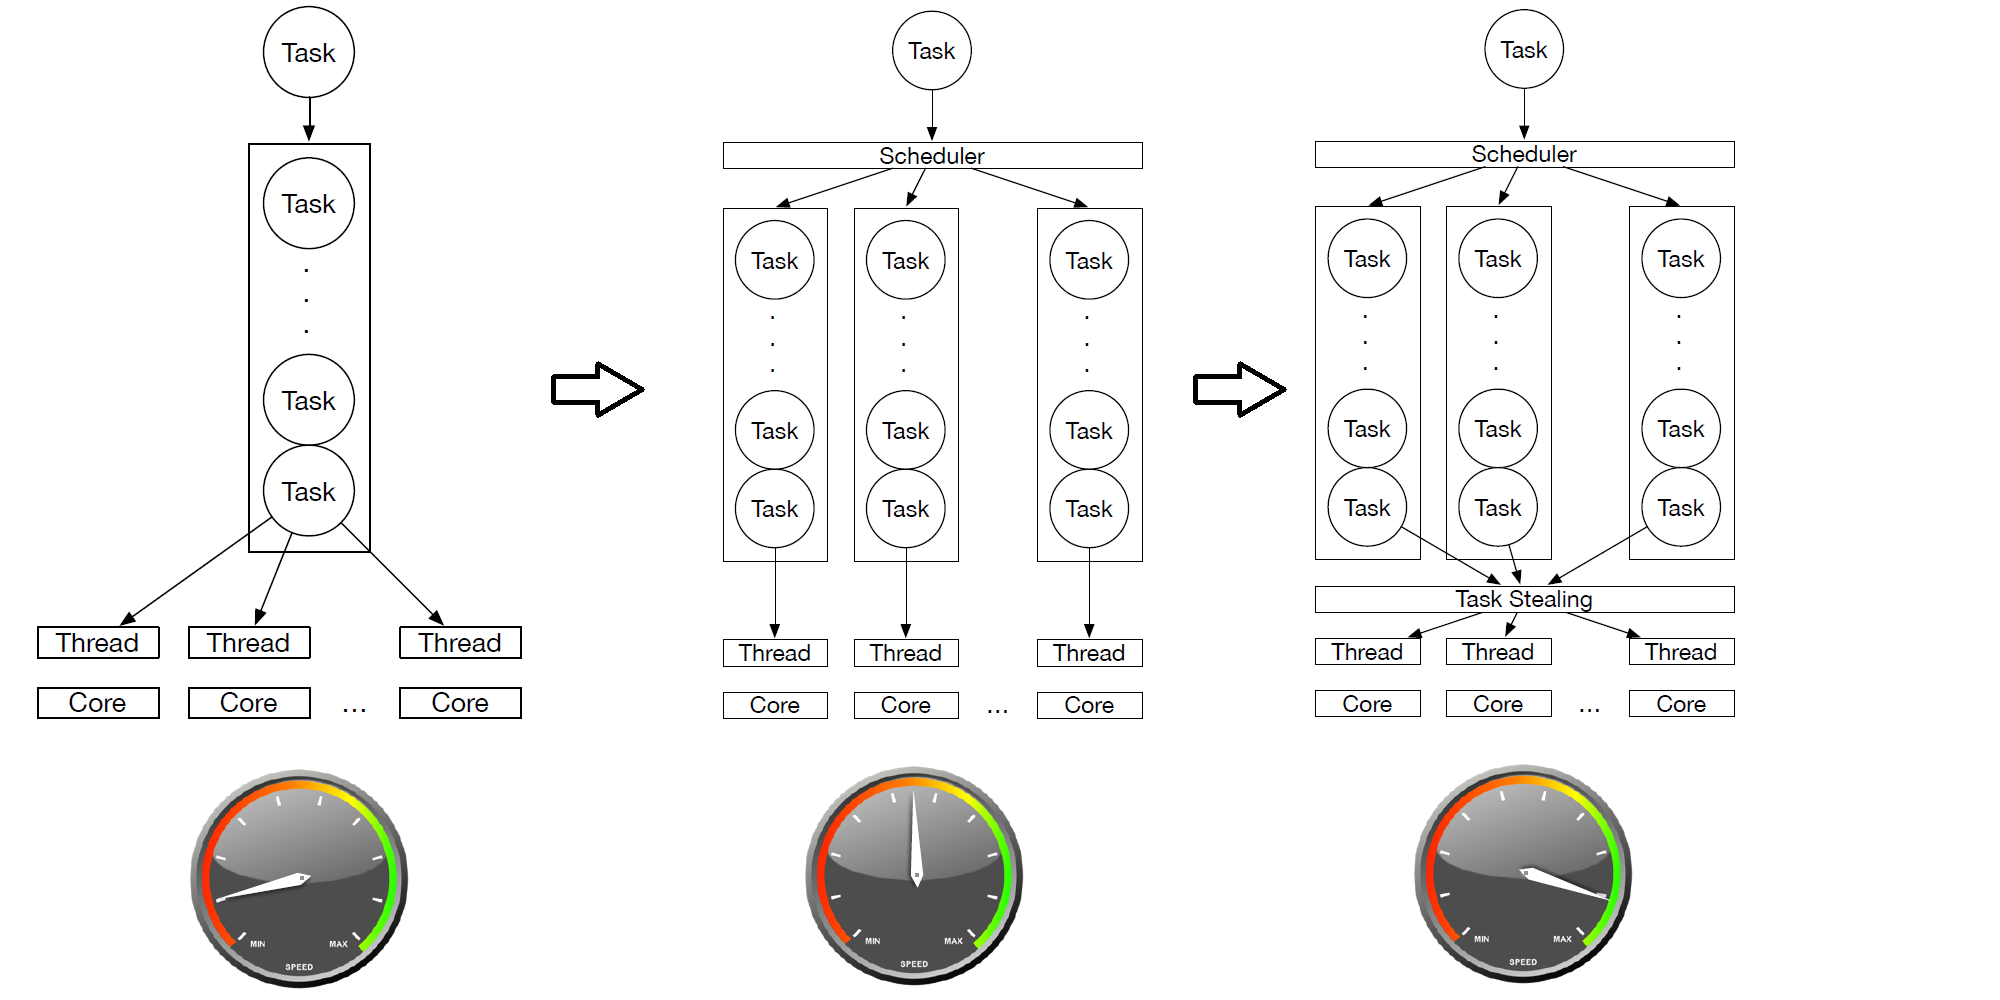 Task
Task
.
.
.
Task
Task
Thread Thread Thread
Core Core ... Core
MIN MAX
SPEED
Task
Scheduler
Task Task Task
. . .
. . .
. . .
Task Task Task
Task Task Task
Thread Thread Thread
Core Core ... Core
MIN MAX
SPEED
Task
Scheduler
Task Task Task
. . .
. . .
. . .
Task Task Task
Task Task Task
Task Stealing
Thread Thread Thread
Core Core ... Core
MIN MAX
SPEED